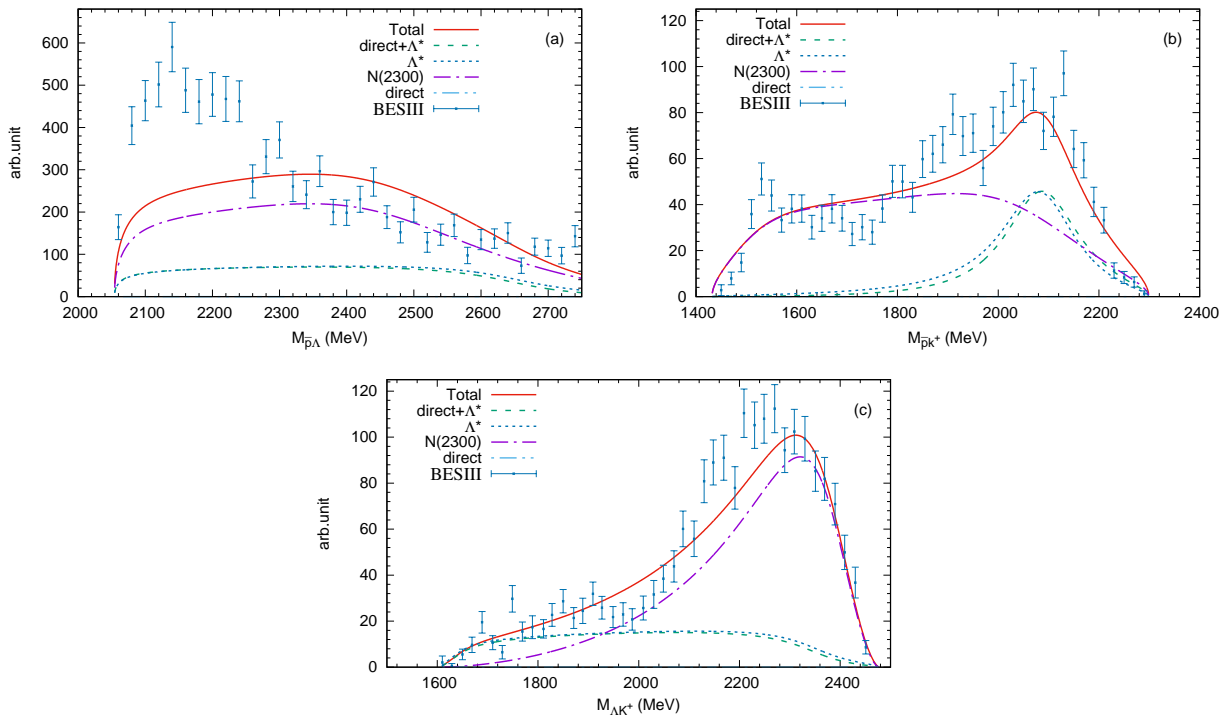 (a)
Total
direct+Λ*
Λ*
N(2300)
direct
BESIII
arb.unit
600
500
400
300
200
100
0
2000 2100 2200 2300 2400 2500 2600 2700
M_p̄Λ (MeV)
(b)
Total
direct+Λ*
Λ*
N(2300)
direct
BESIII
arb.unit
120
100
80
60
40
20
0
1400 1600 1800 2000 2200 2400
M_p̄k⁺ (MeV)
(c)
Total
direct+Λ*
Λ*
N(2300)
direct
BESIII
arb.unit
120
100
80
60
40
20
0
1600 1800 2000 2200 2400
M_ΛK⁺ (MeV)